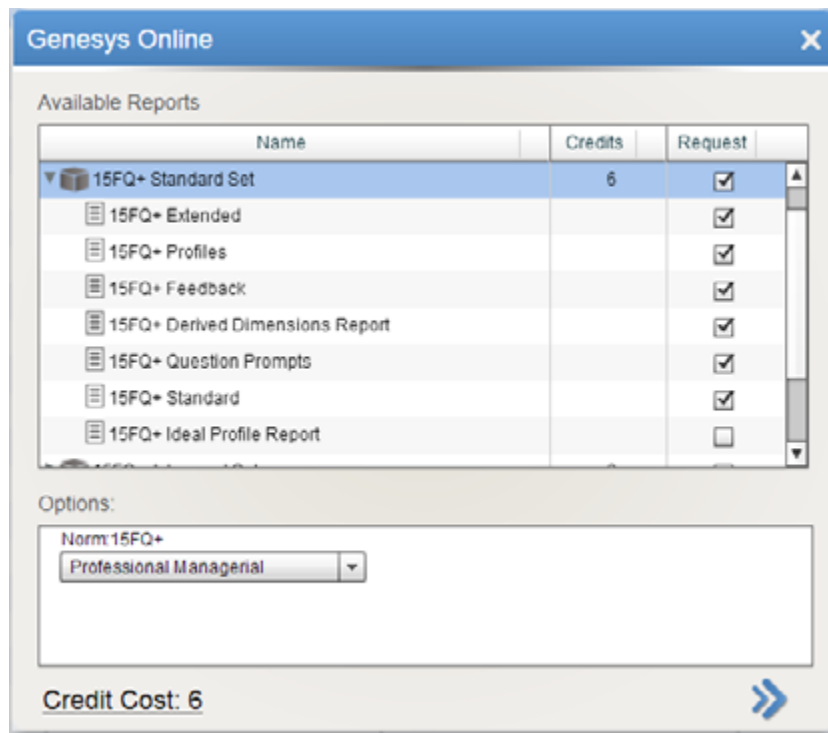 Genesys Online
Available Reports
Name Credits Request
15FQ+ Standard Set 6
15FQ+ Extended
15FQ+ Profiles
15FQ+ Feedback
15FQ+ Derived Dimensions Report
15FQ+ Question Prompts
15FQ+ Standard
15FQ+ Ideal Profile Report
Options:
Norm:15FQ+
Professional Managerial
Credit Cost: 6